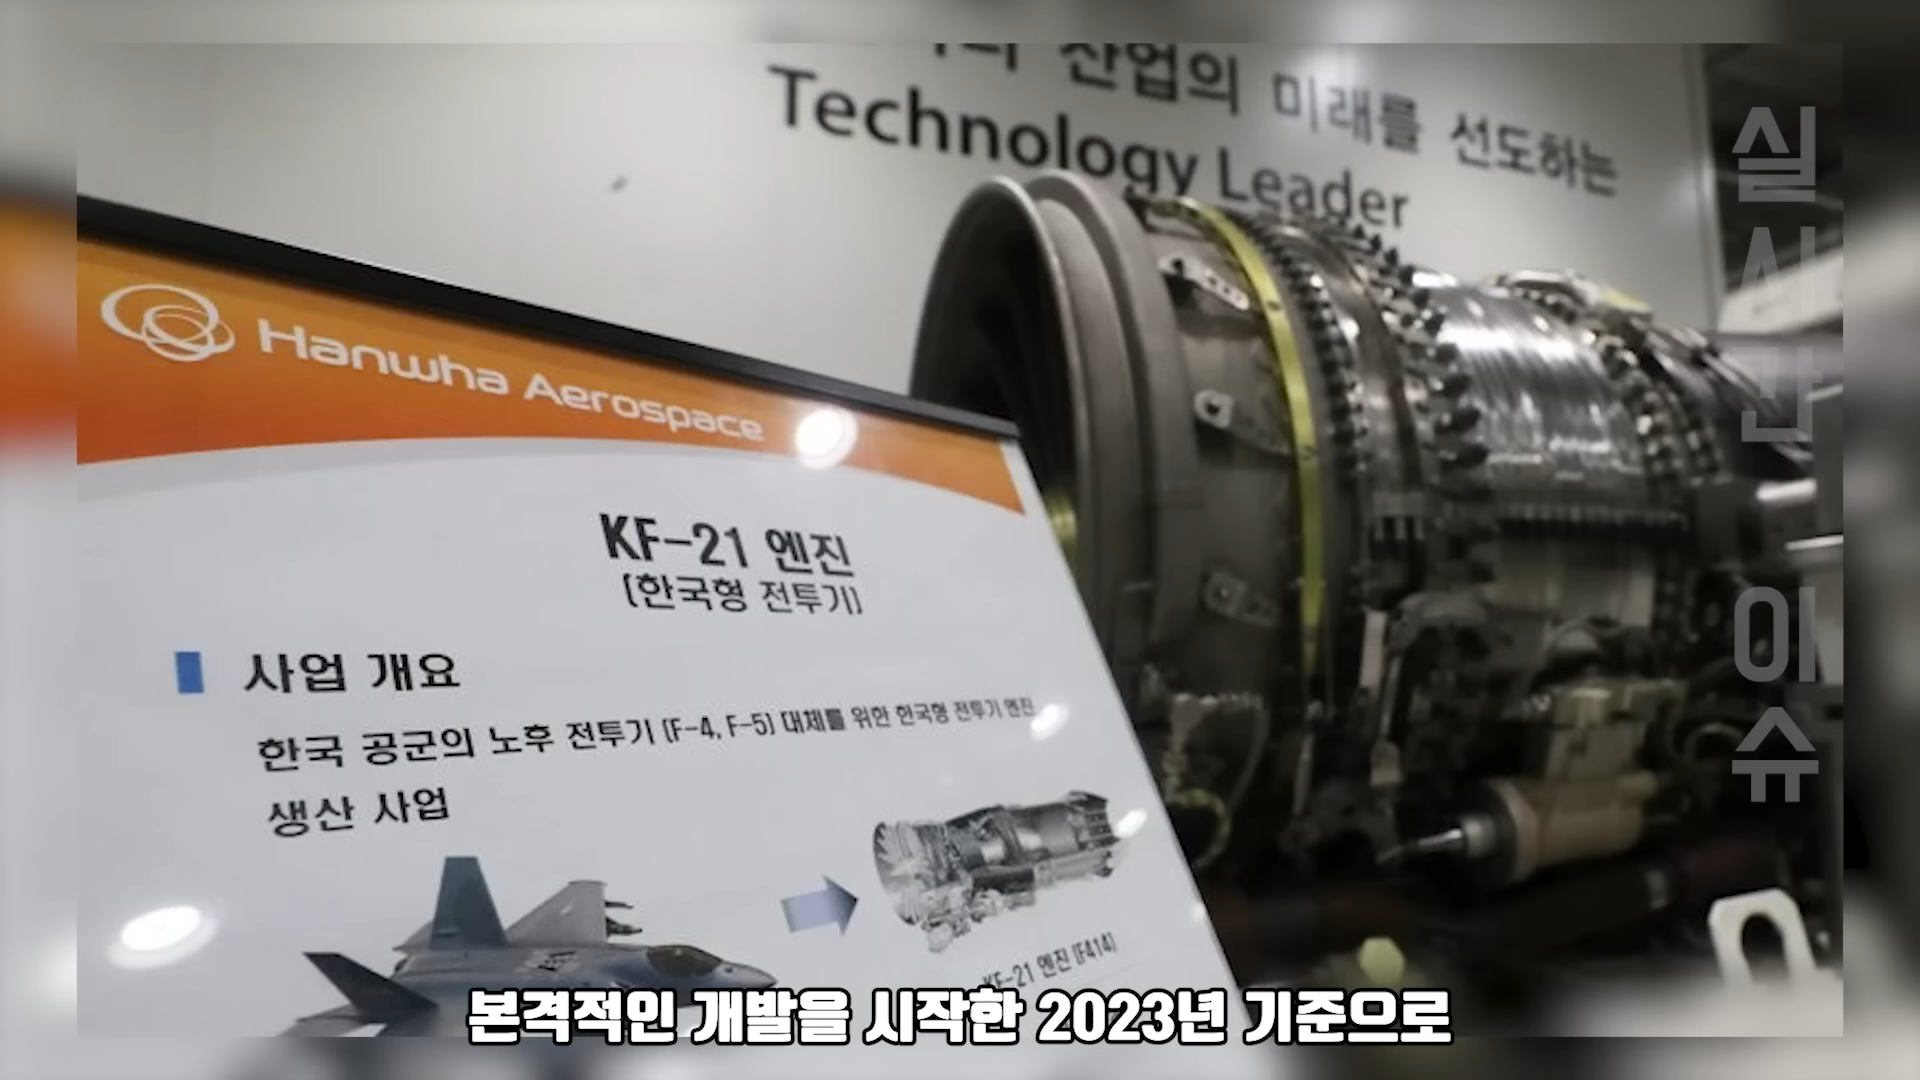 산업의 미래를 선도하는
Technology Leader
Hanwha Aerospace
KF-21 엔진
(한국형 전투기)
사업 개요
한국 공군의 노후 전투기 (F-4, F-5) 대체를 위한 한국형 전투기 엔진
생산 사업
KF-21 엔진 (F414)
실시간 이슈
본격적인 개발을 시작한 2023년 기준으로